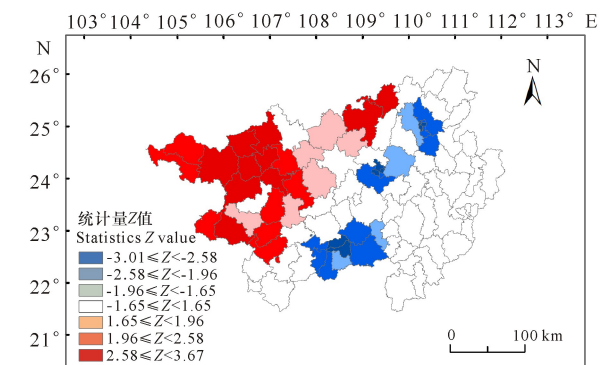 103° 104° 105° 106° 107° 108° 109° 110° 111° 112° 113° E
N
N
26°
25°
24°
23°
22°
21°
统计量Z值
Statistics Z value
-3.01≤Z<-2.58
-2.58≤Z<-1.96
-1.96≤Z<-1.65
-1.65≤Z<1.65
1.65≤Z<1.96
1.96≤Z<2.58
2.58≤Z<3.67
0 100 km